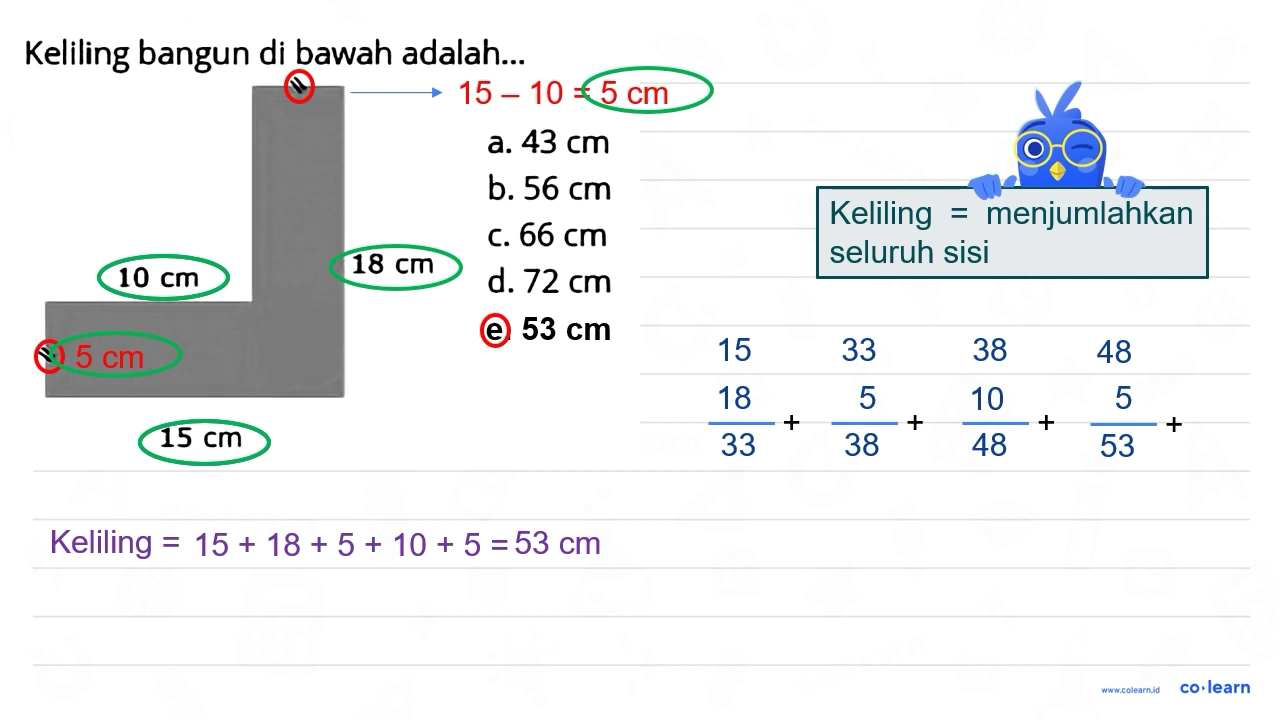 Keliling bangun di bawah adalah...
15 – 10 = 5 cm
a. 43 cm
b. 56 cm
c. 66 cm
d. 72 cm
e. 53 cm
10 cm
18 cm
5 cm
15 cm
Keliling = menjumlahkan
seluruh sisi
15 33 38 48
18 5 10 5
+ + + +
33 38 48 53
Keliling = 15 + 18 + 5 + 10 + 5 = 53 cm
www.colearn.id co·learn